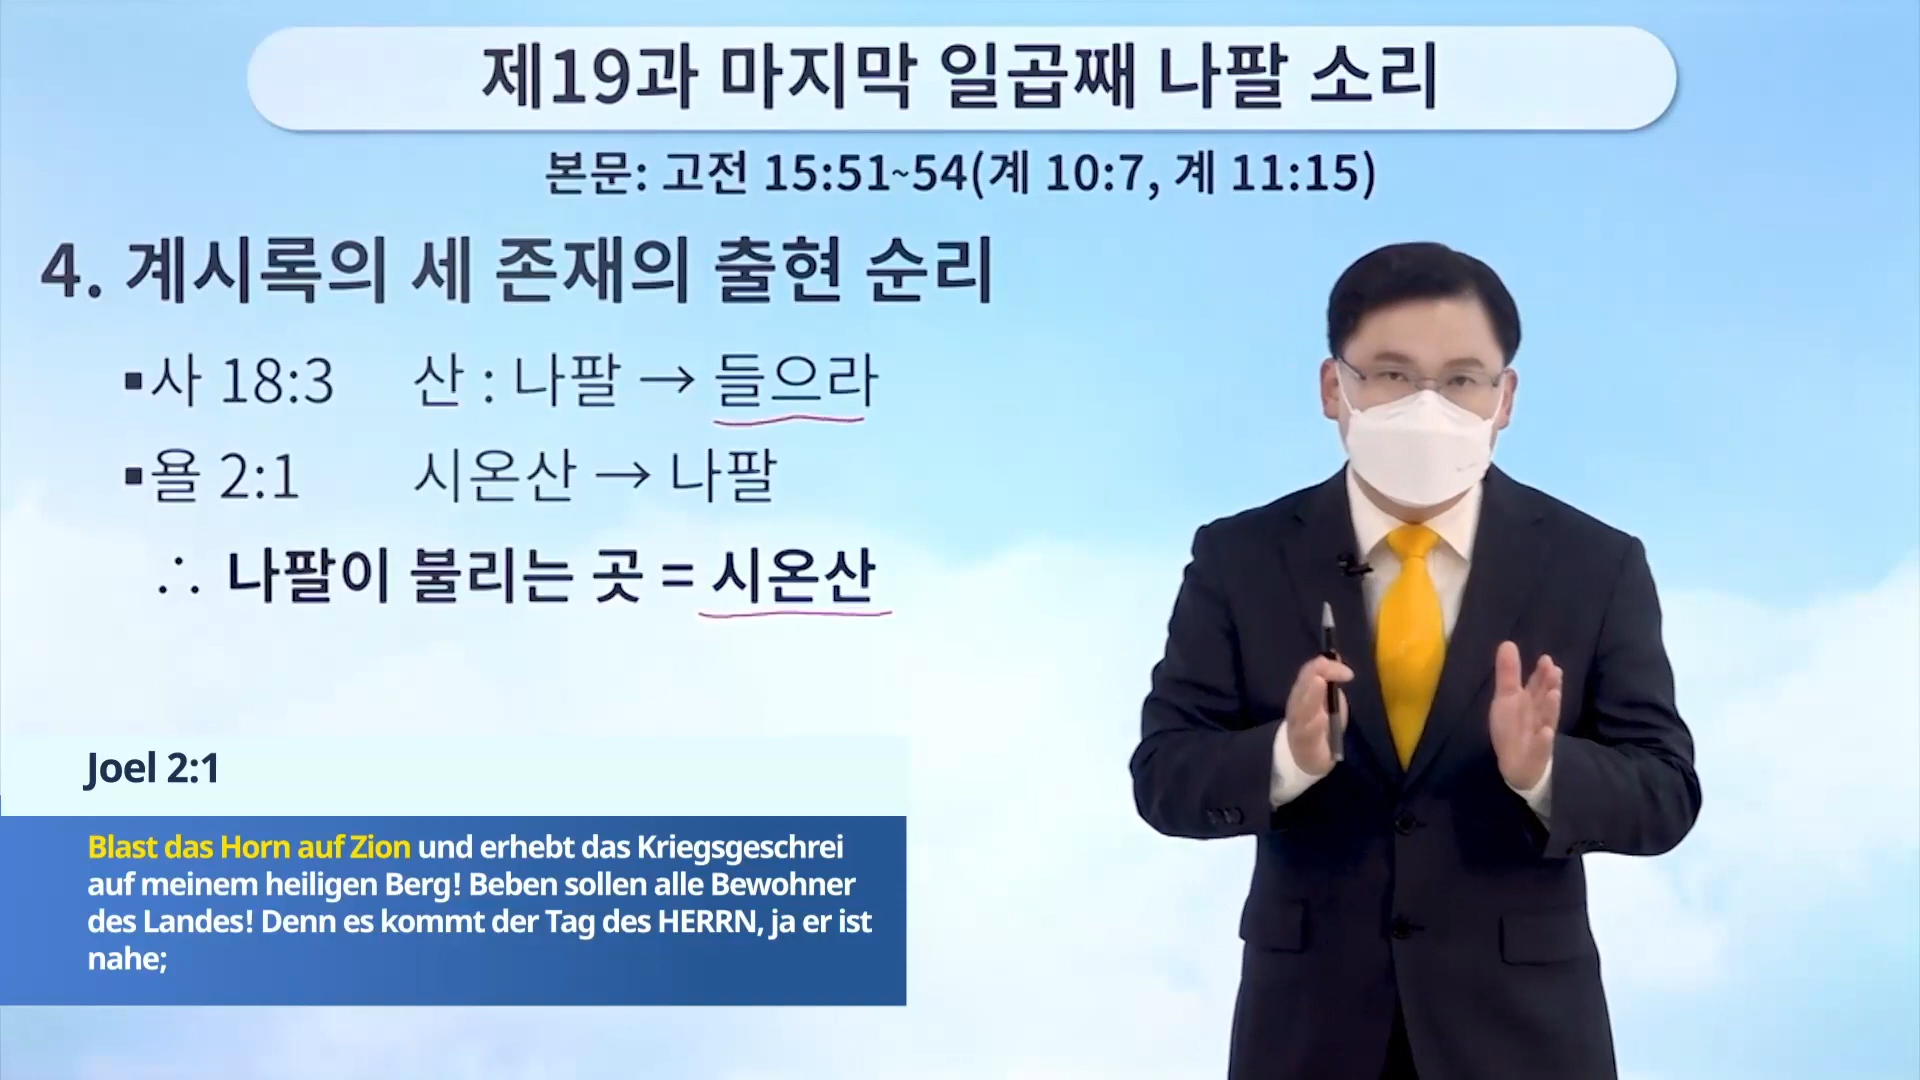 제19과 마지막 일곱째 나팔 소리
본문: 고전 15:51~54(계 10:7, 계 11:15)
4. 계시록의 세 존재의 출현 순리
▪사 18:3 산 : 나팔 → 들으라
▪욜 2:1 시온산 → 나팔
∴ 나팔이 불리는 곳 = 시온산
Joel 2:1
Blast das Horn auf Zion und erhebt das Kriegsgeschrei
auf meinem heiligen Berg! Beben sollen alle Bewohner
des Landes! Denn es kommt der Tag des HERRN, ja er ist
nahe;